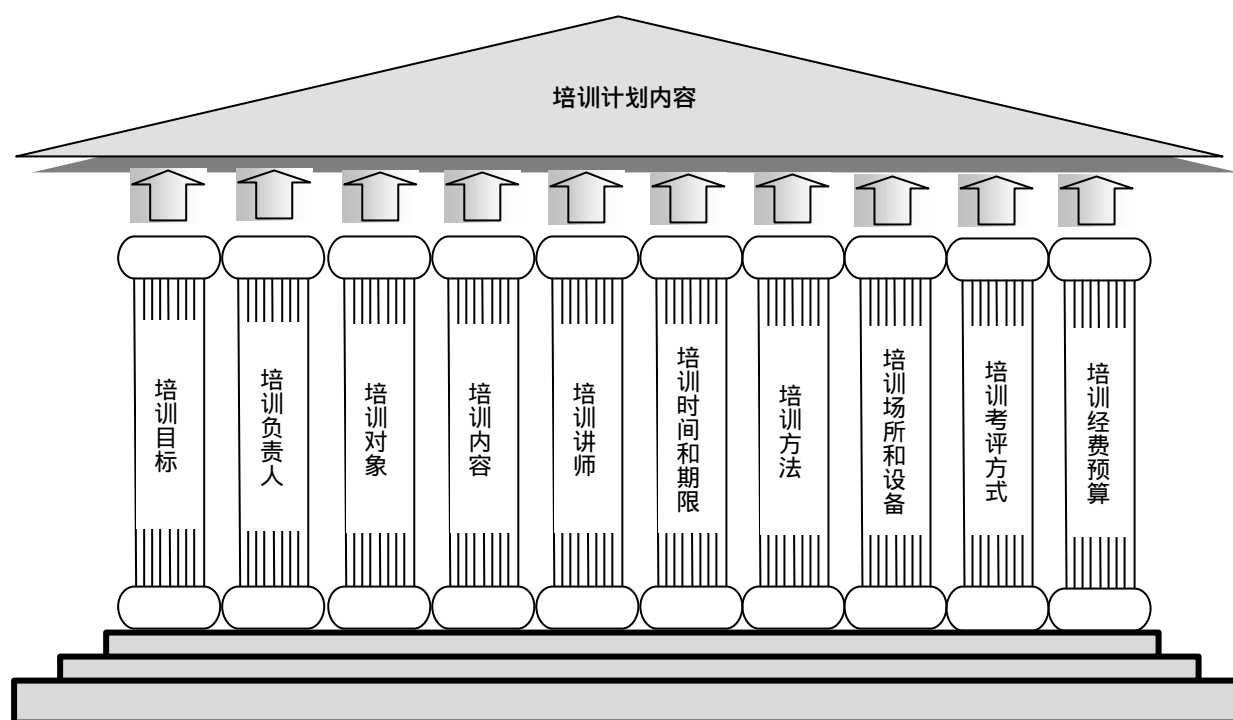 培训计划内容
培训目标
培训负责人
培训对象
培训内容
培训讲师
培训时间和期限
培训方法
培训场所和设备
培训考评方式
培训经费预算